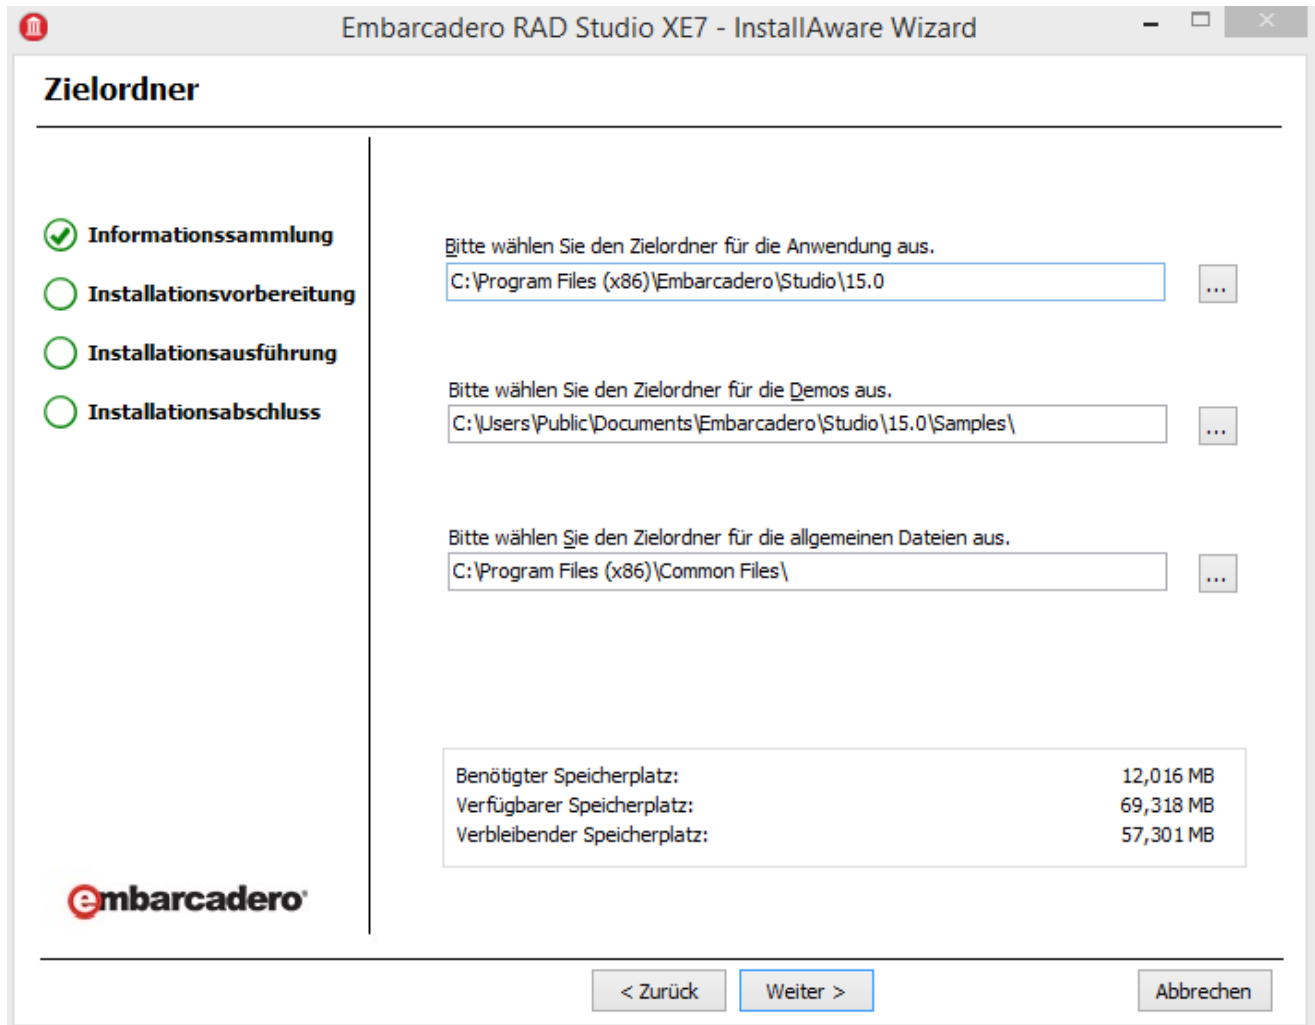 Embarcadero RAD Studio XE7 - InstallAware Wizard
Zielordner
Informationssammlung
Installationsvorbereitung
Installationsausführung
Installationsabschluss
Bitte wählen Sie den Zielordner für die Anwendung aus.
C:\Program Files (x86)\Embarcadero\Studio\15.0
...
Bitte wählen Sie den Zielordner für die Demos aus.
C:\Users\Public\Documents\Embarcadero\Studio\15.0\Samples\
...
Bitte wählen Sie den Zielordner für die allgemeinen Dateien aus.
C:\Program Files (x86)\Common Files\
...
Benötigter Speicherplatz: 12,016 MB
Verfügbarer Speicherplatz: 69,318 MB
Verbleibender Speicherplatz: 57,301 MB
embarcadero®
< Zurück Weiter > Abbrechen